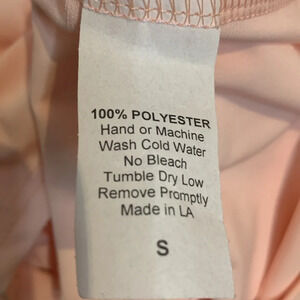 100% POLYESTER
Hand or Machine
Wash Cold Water
No Bleach
Tumble Dry Low
Remove Promptly
Made in LA
S